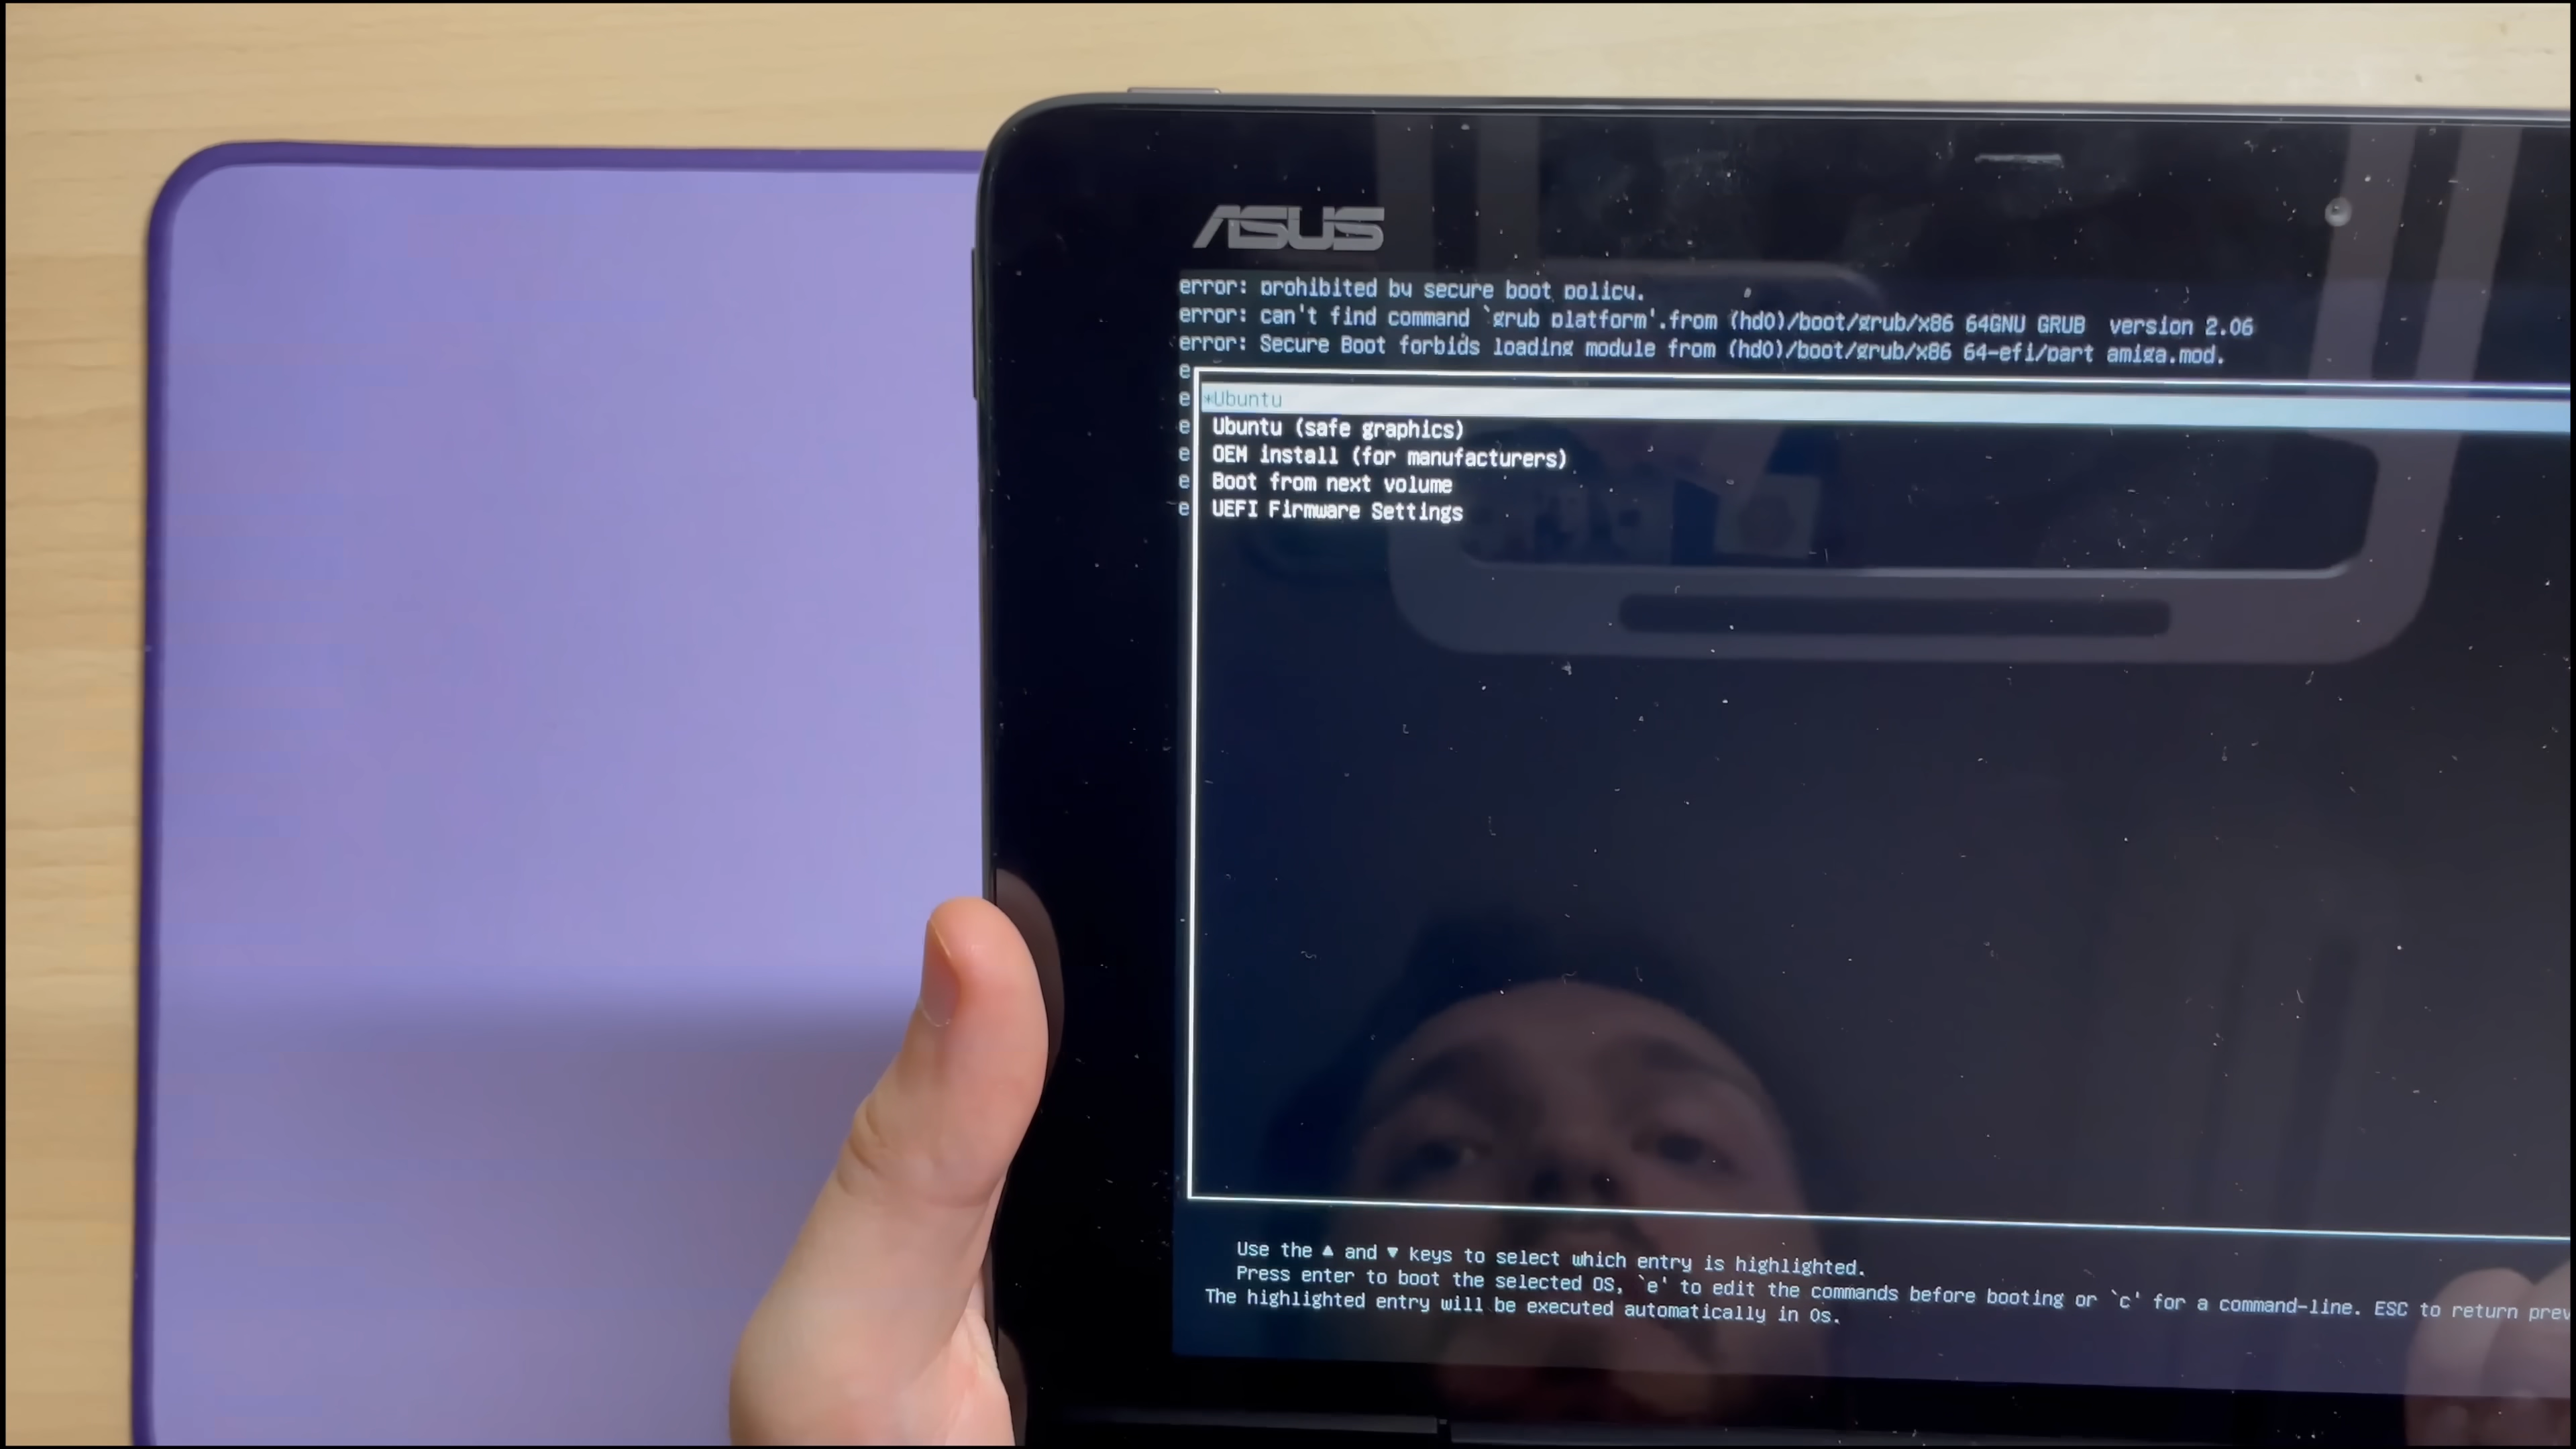 ASUS
error: prohibited by secure boot policy.
error: can't find command `grub platform'.from (hd0)/boot/grub/x86 64GNU GRUB  version 2.06
error: Secure Boot forbids loading module from (hd0)/boot/grub/x86 64-efi/part amiga.mod.
e
e *Ubuntu
e Ubuntu (safe graphics)
e OEM install (for manufacturers)
e Boot from next volume
e UEFI Firmware Settings
Use the ▲ and ▼ keys to select which entry is highlighted.
Press enter to boot the selected OS, `e' to edit the commands before booting or `c' for a command-line. ESC to return prev
The highlighted entry will be executed automatically in 0s.